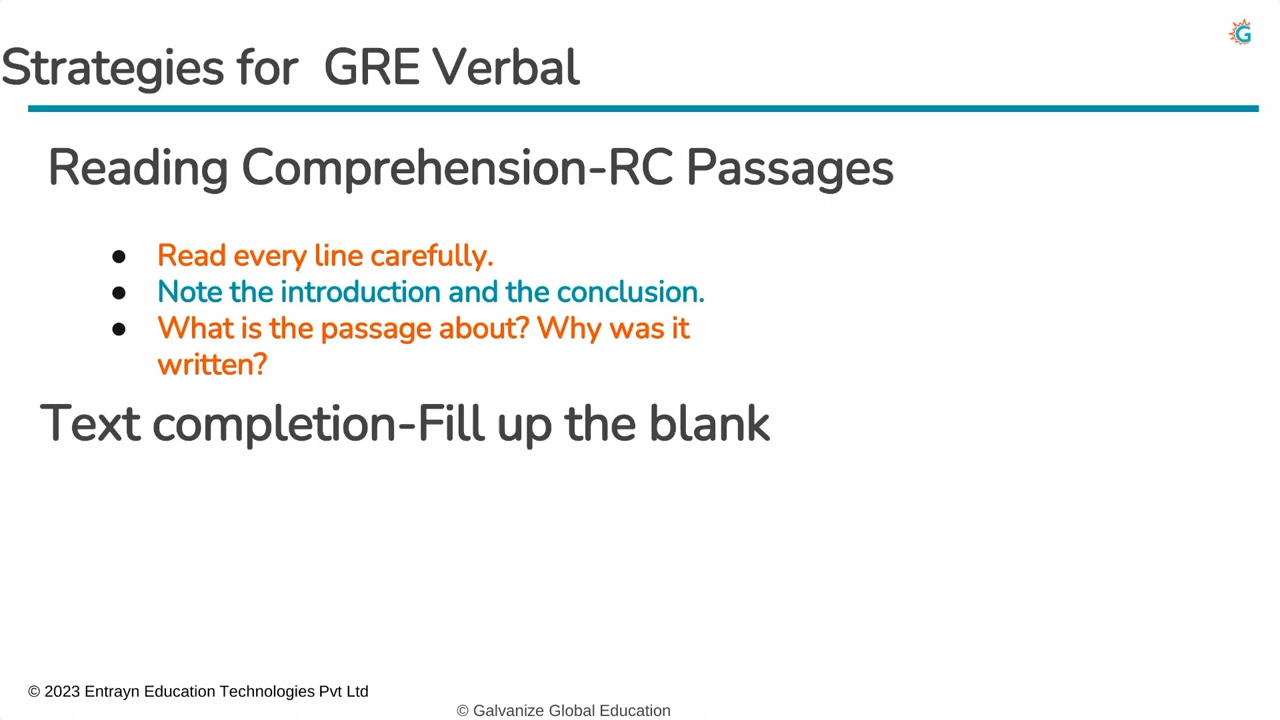 Strategies for GRE Verbal
Reading Comprehension-RC Passages
● Read every line carefully.
● Note the introduction and the conclusion.
● What is the passage about? Why was it
written?
Text completion-Fill up the blank
© 2023 Entrayn Education Technologies Pvt Ltd
© Galvanize Global Education
G